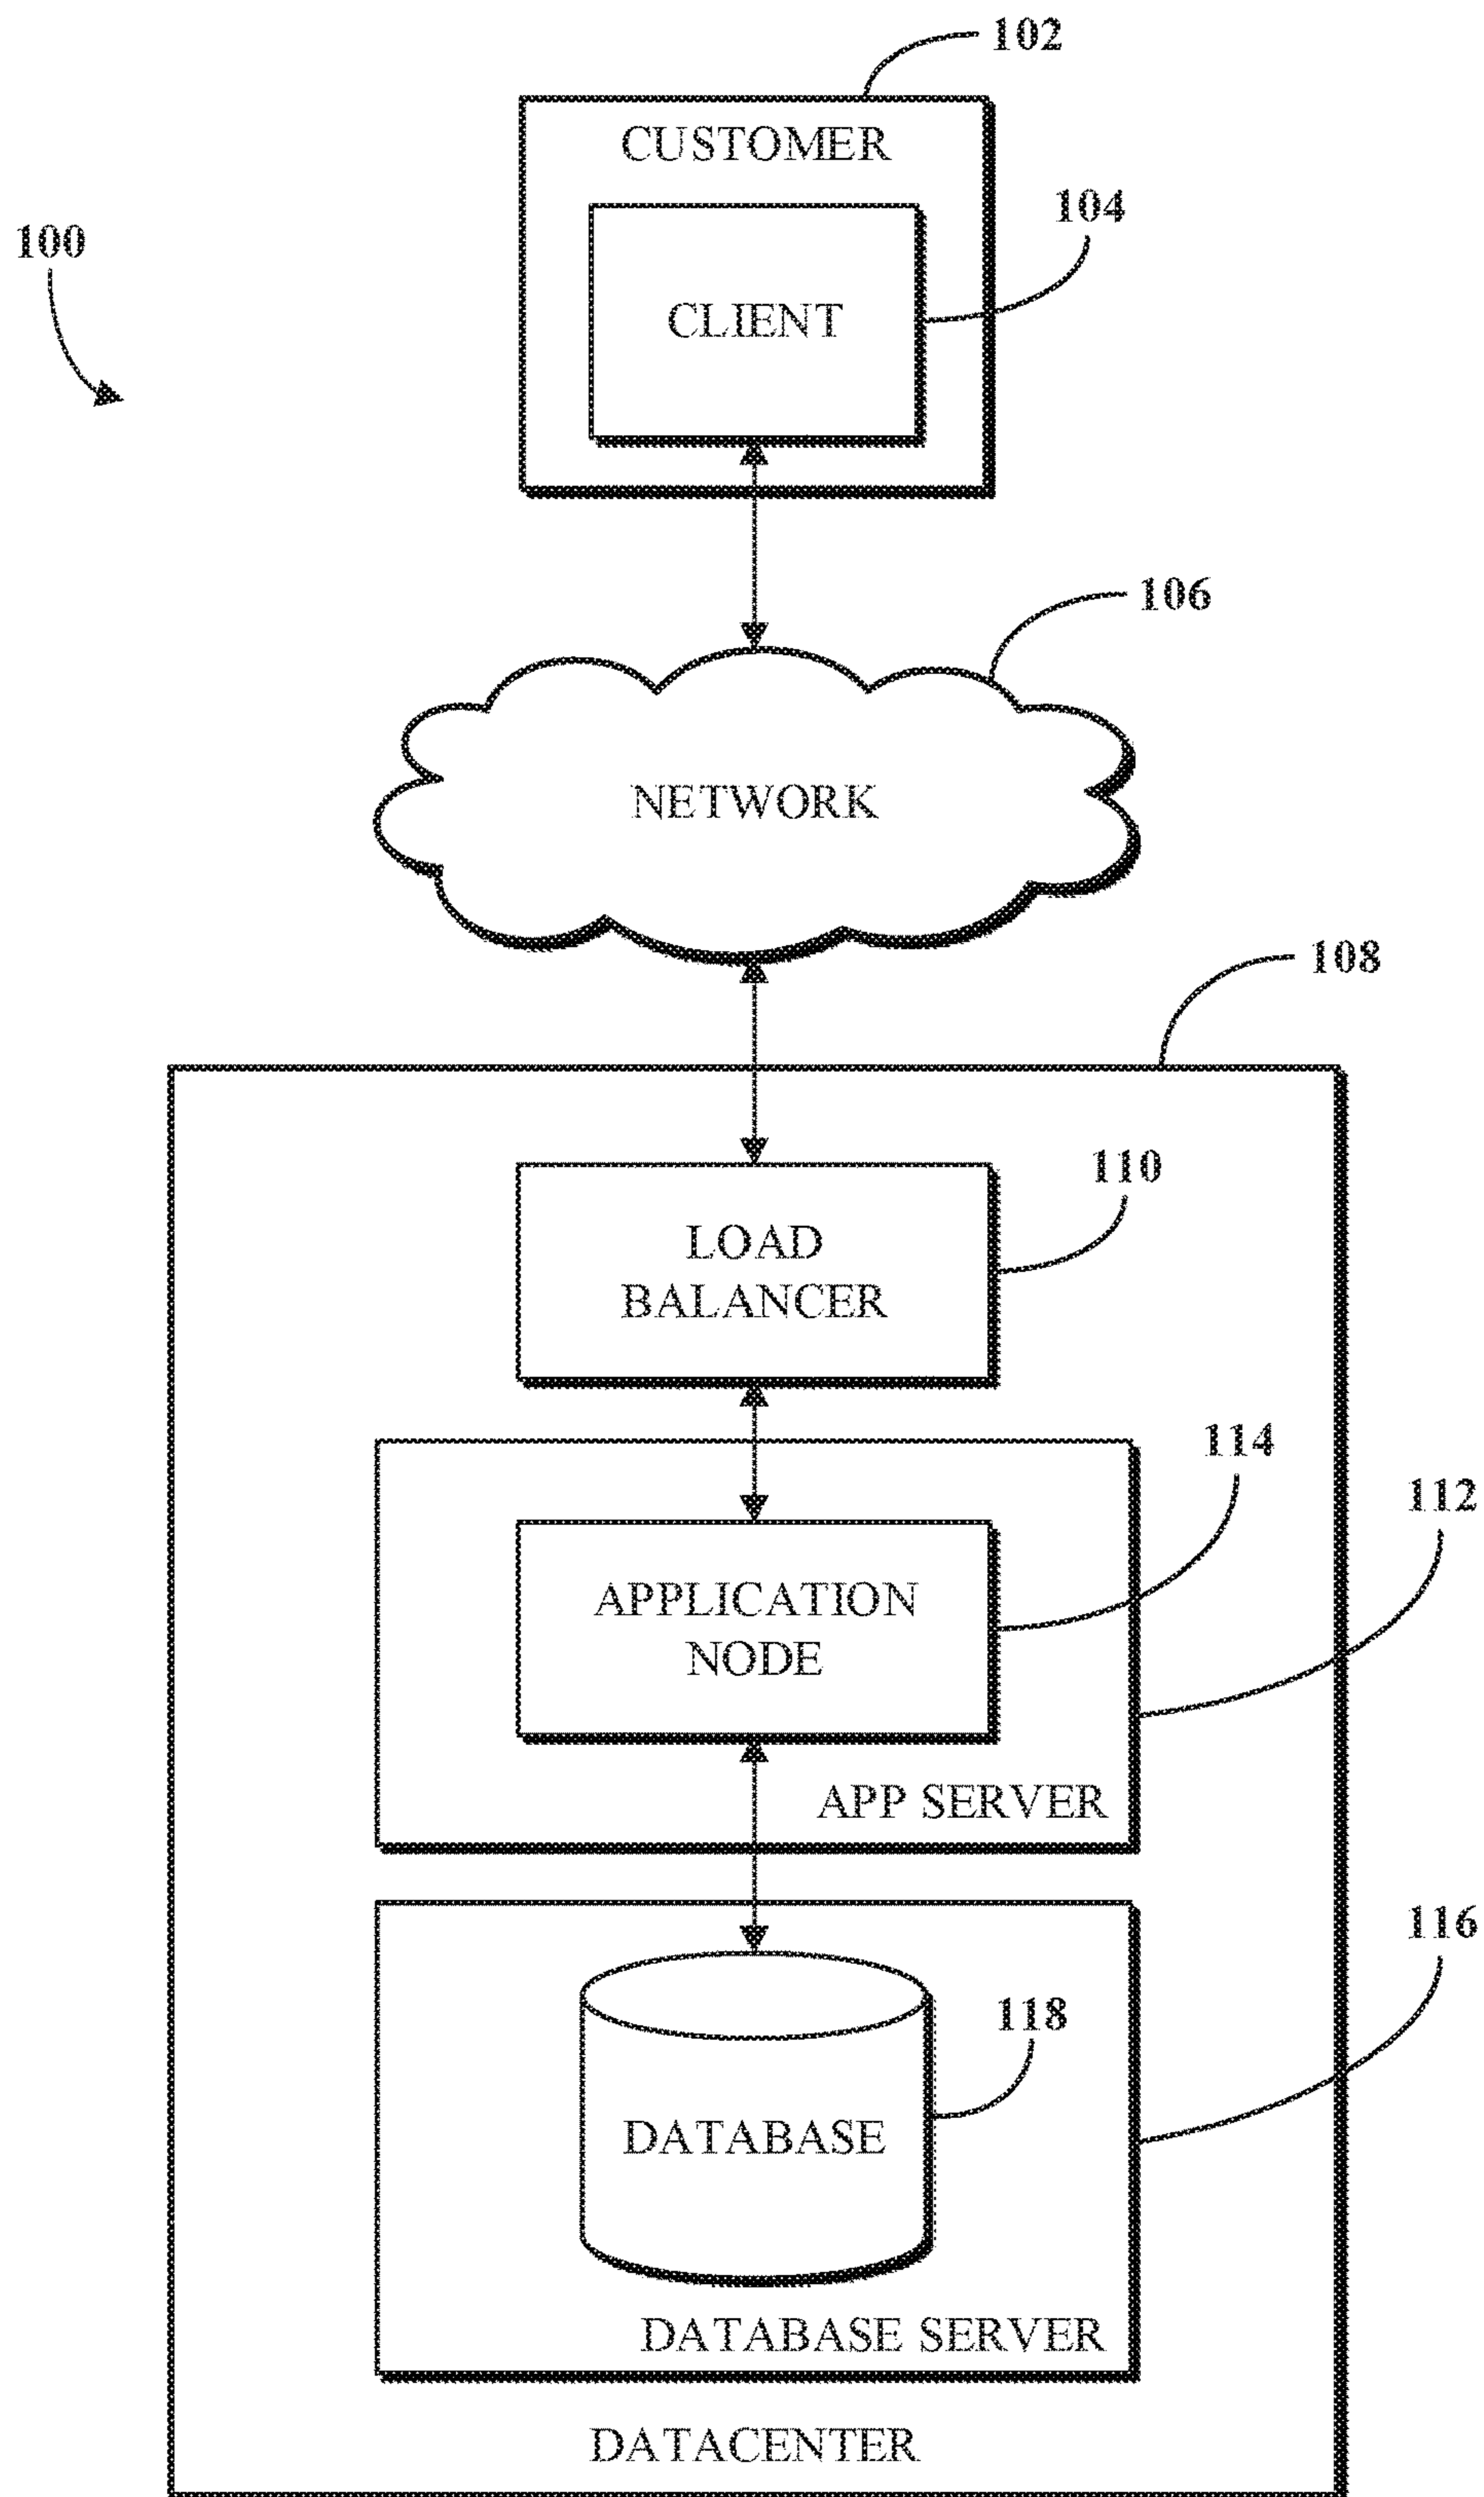 102
CUSTOMER
104
100
CLIENT
106
NETWORK
108
110
LOAD
BALANCER
114
112
APPLICATION
NODE
APP SERVER
116
118
DATABASE
DATABASE SERVER
DATACENTER